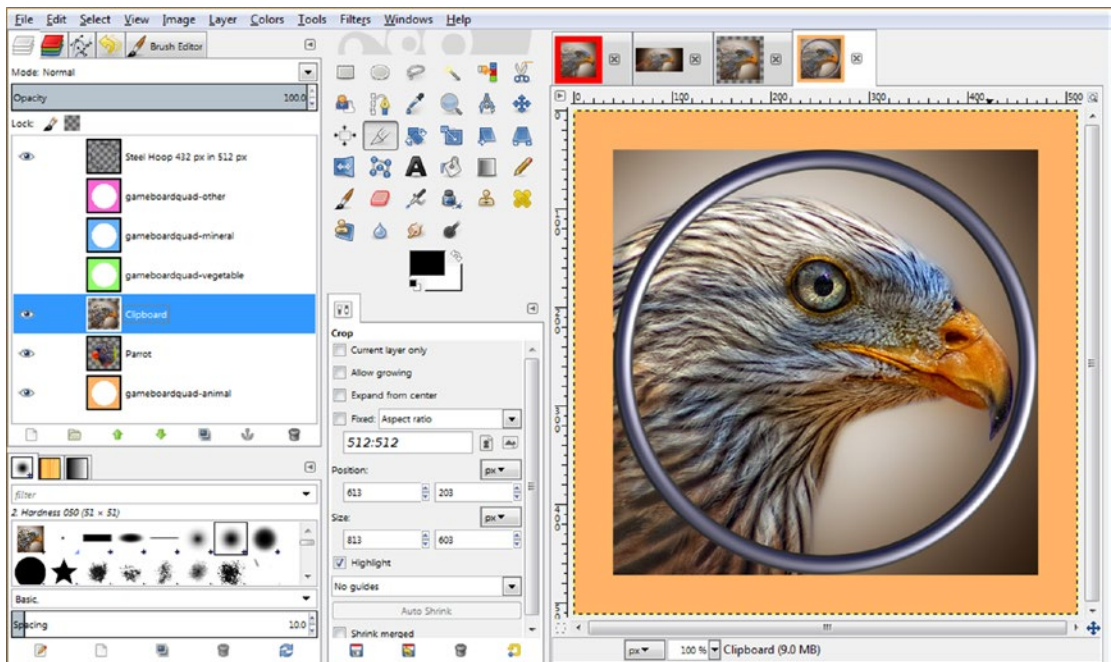 File Edit Select View Image Layer Colors Tools Filters Windows Help
Brush Editor
Mode: Normal
Opacity 100.0
Lock:
Steel Hoop 432 px in 512 px
gameboardquad-other
gameboardquad-mineral
gameboardquad-vegetable
Clipboard
Parrot
gameboardquad-animal
filter
2. Hardness 050 (51 × 51)
Basic,
Spacing 10.0
Crop
Current layer only
Allow growing
Expand from center
Fixed: Aspect ratio
512:512
Position: px
613 203
Size: px
813 603
Highlight
No guides
Auto Shrink
Shrink merged
0 100 200 300 400 500
px 100 % Clipboard (9.0 MB)